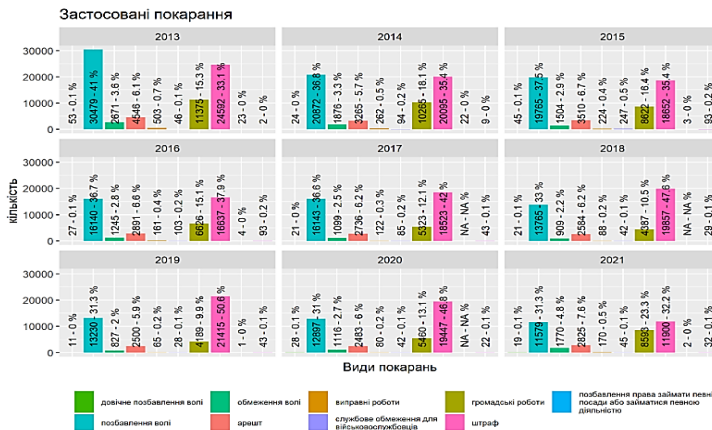 Застосовані покарання
2013
2014
2015
30000
20000
10000
0
53 - 0.1 %
30479 - 41 %
2671 - 3.6 %
4548 - 6.1 %
503 - 0.7 %
46 - 0.1 %
11375 - 15.3 %
24592 - 33.1 %
23 - 0 %
2 - 0 %
24 - 0 %
20872 - 36.8 %
1876 - 3.3 %
3265 - 5.7 %
262 - 0.5 %
94 - 0.2 %
10265 - 18.1 %
20095 - 35.4 %
22 - 0 %
9 - 0 %
45 - 0.1 %
19765 - 37.5 %
1504 - 2.9 %
3510 - 6.7 %
224 - 0.4 %
247 - 0.5 %
8622 - 16.4 %
18652 - 35.4 %
3 - 0 %
93 - 0.2 %
кількість
2016
2017
2018
30000
20000
10000
0
27 - 0.1 %
16140 - 36.7 %
1245 - 2.8 %
2891 - 6.6 %
161 - 0.4 %
103 - 0.2 %
6626 - 15.1 %
16637 - 37.9 %
4 - 0 %
93 - 0.2 %
21 - 0 %
16143 - 36.6 %
1099 - 2.5 %
2736 - 6.2 %
122 - 0.3 %
85 - 0.2 %
5323 - 12.1 %
18523 - 42 %
NA - NA %
43 - 0.1 %
21 - 0.1 %
13765 - 33 %
909 - 2.2 %
2584 - 6.2 %
88 - 0.2 %
42 - 0.1 %
4387 - 10.5 %
19857 - 47.6 %
NA - NA %
29 - 0.1 %
2019
2020
2021
30000
20000
10000
0
11 - 0 %
13230 - 31.3 %
827 - 2 %
2500 - 5.9 %
65 - 0.2 %
28 - 0.1 %
4189 - 9.9 %
21415 - 50.6 %
1 - 0 %
43 - 0.1 %
28 - 0.1 %
12897 - 31 %
1116 - 2.7 %
2483 - 6 %
80 - 0.2 %
42 - 0.1 %
5460 - 13.1 %
19447 - 46.8 %
NA - NA %
22 - 0.1 %
19 - 0.1 %
11579 - 31.3 %
1770 - 4.8 %
2825 - 7.6 %
170 - 0.5 %
45 - 0.1 %
8593 - 23.3 %
11900 - 32.2 %
2 - 0 %
32 - 0.1 %
Види покарань
довічне позбавлення волі
обмеження волі
виправні роботи
громадські роботи
позбавлення права займати певні
посади або займатися певною
діяльністю
позбавлення волі
арешт
службове обмеження для
військовослужбовців
штраф